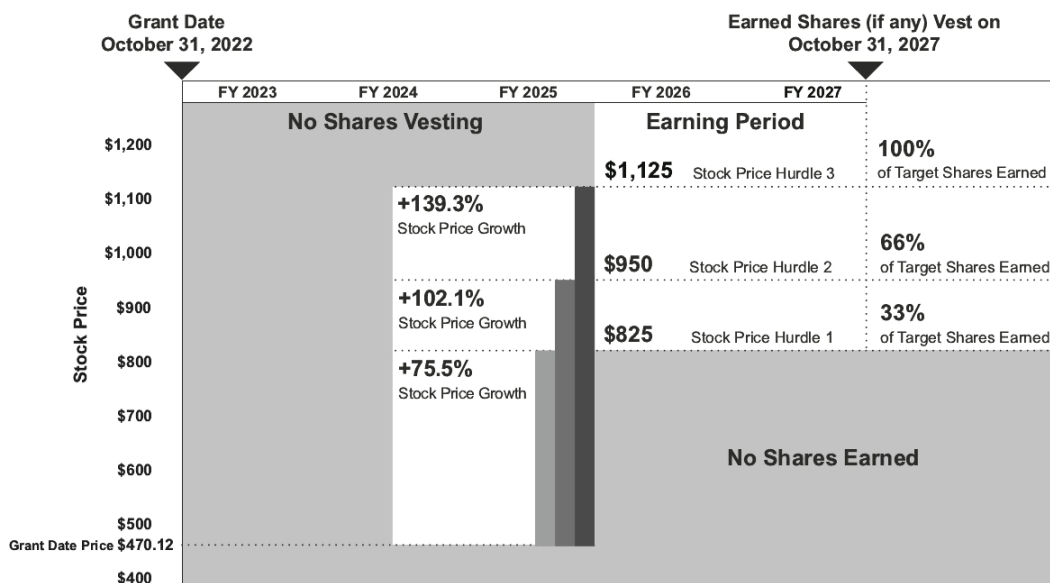 Grant Date
October 31, 2022
Earned Shares (if any) Vest on
October 31, 2027
FY 2023 FY 2024 FY 2025 FY 2026 FY 2027
No Shares Vesting
Earning Period
Stock Price
$1,200
$1,100
$1,000
$900
$800
$700
$600
$500
Grant Date Price $470.12
$400
$1,125 Stock Price Hurdle 3
100%
of Target Shares Earned
+139.3%
Stock Price Growth
$950 Stock Price Hurdle 2
66%
of Target Shares Earned
+102.1%
Stock Price Growth
$825 Stock Price Hurdle 1
33%
of Target Shares Earned
+75.5%
Stock Price Growth
No Shares Earned